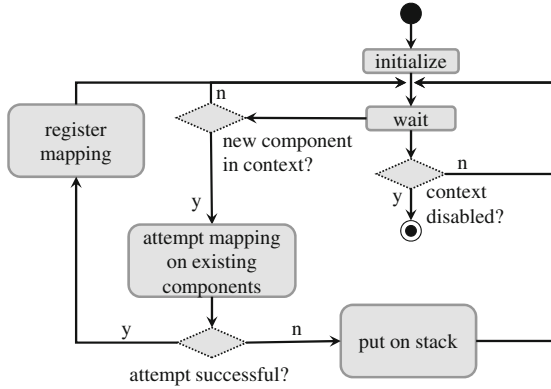 initialize
n
register
mapping
wait
new component
in context?
n
y
context
disabled?
y
attempt mapping
on existing
components
y
n
put on stack
attempt successful?